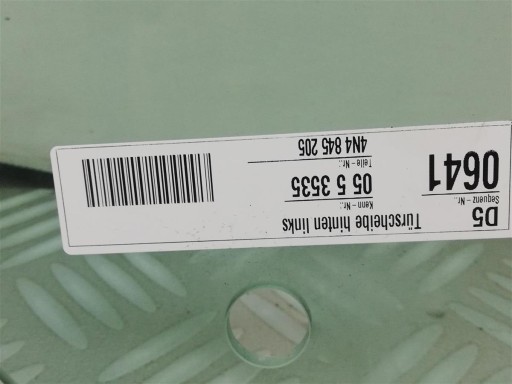 D5 Türscheibe hinten links
Sequenz - Nr.: Kenn - Nr.:
0641 05 5 3535
Teile - Nr.:
4N4 845 205